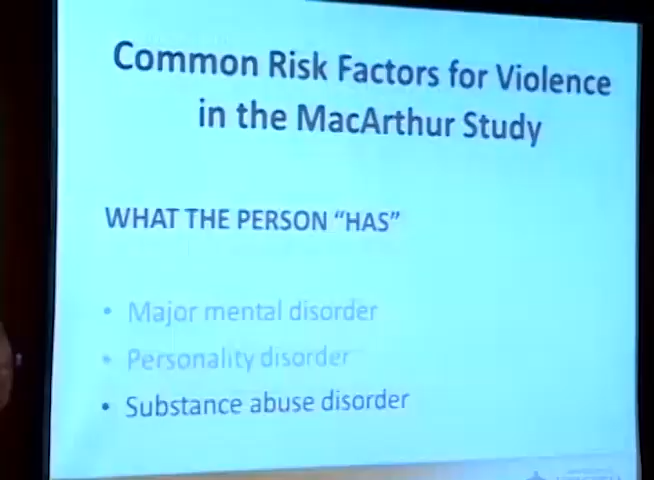 Common Risk Factors for Violence
in the MacArthur Study
WHAT THE PERSON “HAS”
• Major mental disorder
• Personality disorder
• Substance abuse disorder